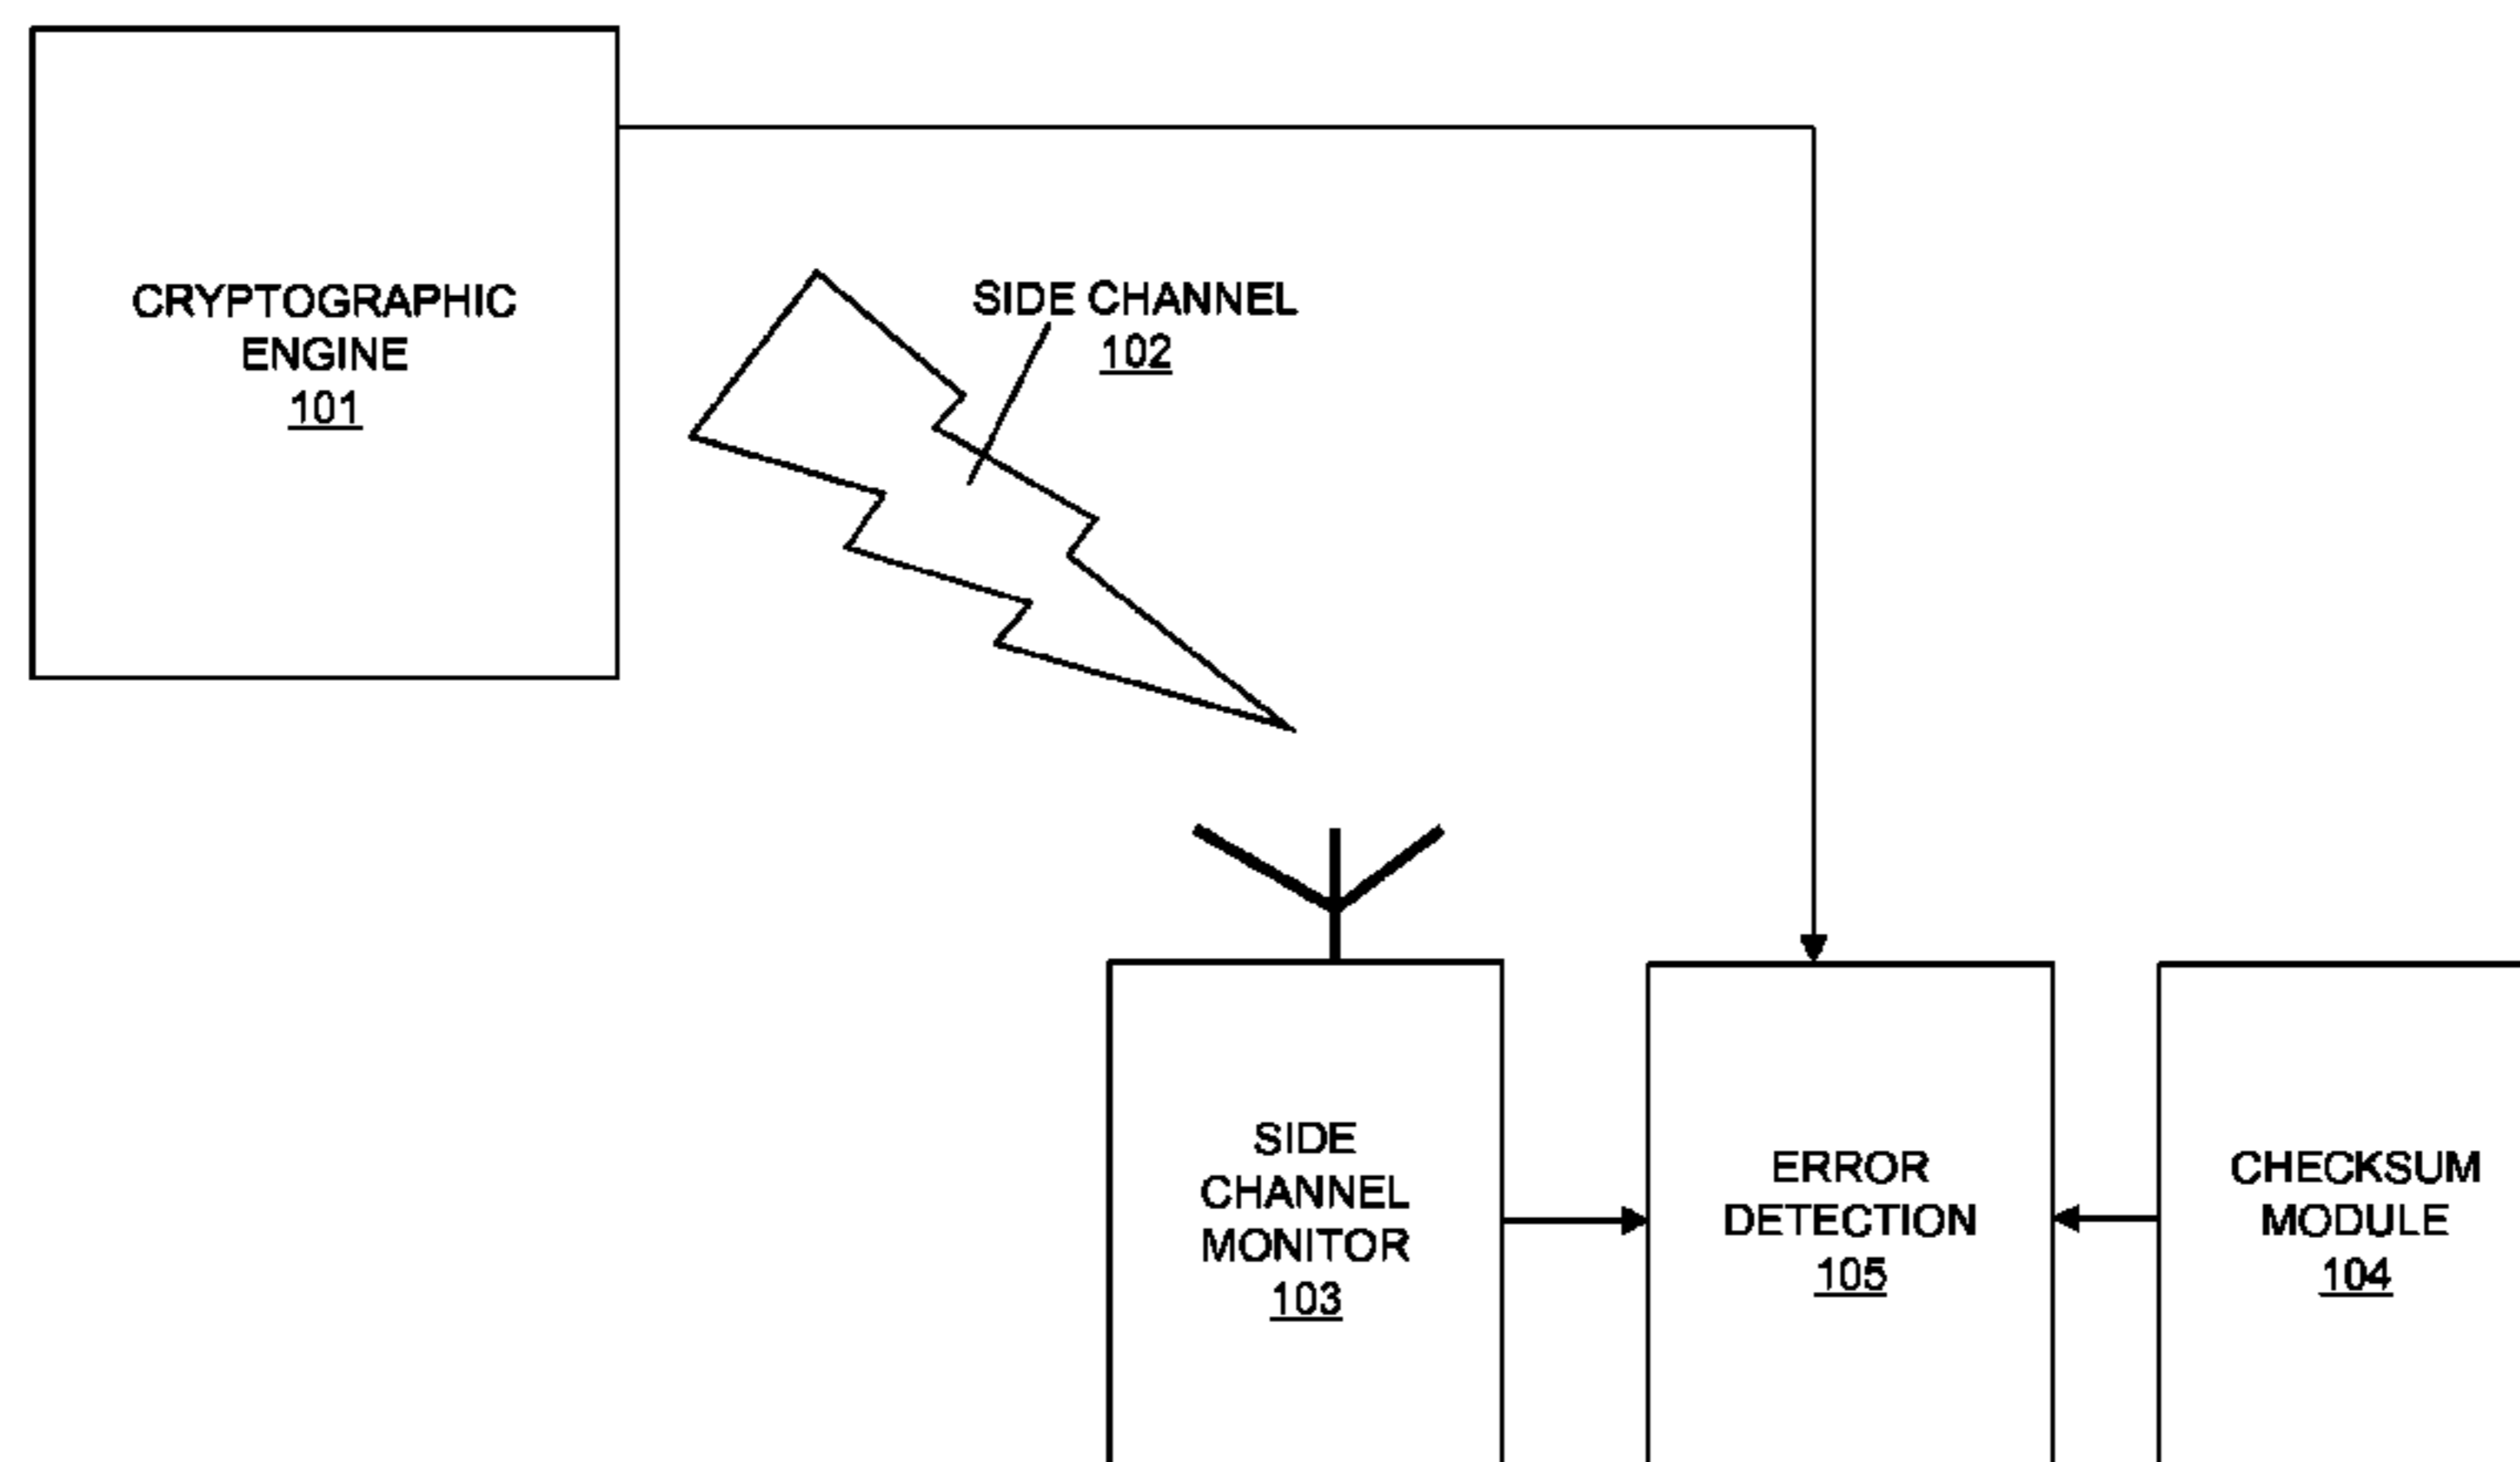 CRYPTOGRAPHIC
ENGINE
101
SIDE CHANNEL
102
SIDE
CHANNEL
MONITOR
103
ERROR
DETECTION
105
CHECKSUM
MODULE
104